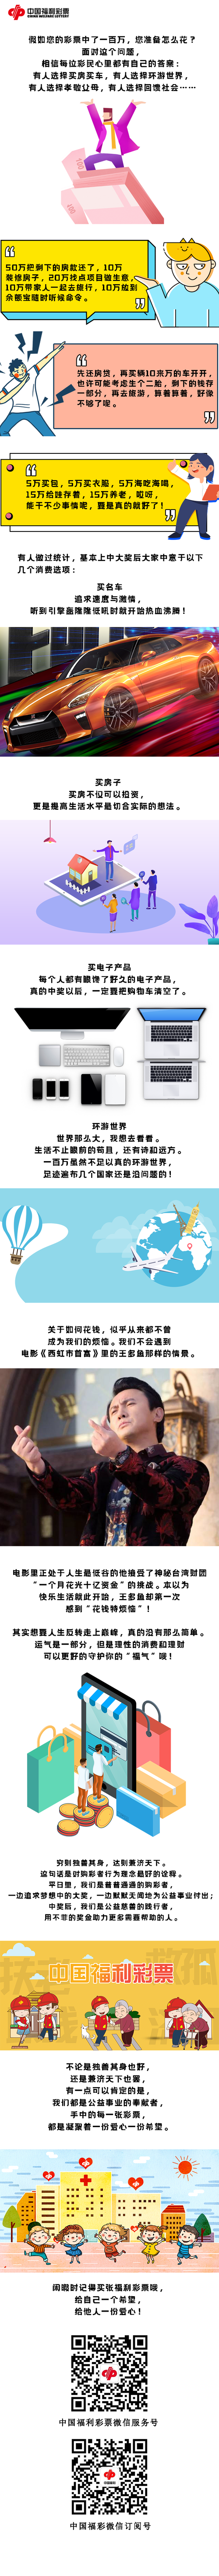 中国福利彩票
CHINA WELFARE LOTTERY
假如您的彩票中了一百万，您准备怎么花？
面对这个问题，
相信每位彩民心里都有自己的答案：
有人选择买房买车，有人选择环游世界，
有人选择孝敬父母，有人选择回馈社会……
50万把剩下的房款还了，10万
装修房子，20万找点项目做生意，
10万带家人一起去旅行，10万放到
余额宝随时听候命令。
先还房贷，再买辆10来万的车开开，
也许可能考虑生个二胎，剩下的钱存
一部分，再去旅游，算着算着，好像
不够了喔。
5万买包，5万买衣服，5万海吃海喝，
15万给娃存着，15万养老，哎呀，
能干不少事情呢，要是真的就好了！
有人做过统计，基本上中大奖后大家中意于以下
几个消费选项：
买名车
追求速度与激情，
听到引擎轰隆隆低吼时就开始热血沸腾！
买房子
买房不仅可以投资，
更是提高生活水平最切合实际的想法。
买电子产品
每个人都有眼馋了好久的电子产品，
真的中奖以后，一定要把购物车清空了。
环游世界
世界那么大，我想去看看。
生活不止眼前的苟且，还有诗和远方。
一百万虽然不足以真的环游世界，
足迹遍布几个国家还是没问题的！
关于如何花钱，似乎从来都不曾
成为我们的烦恼。我们不会遇到
电影《西虹市首富》里的王多鱼那样的情景。
电影里正处于人生最低谷的他接受了神秘台湾财团
“一个月花光十亿资金”的挑战。本以为
快乐生活就此开始，王多鱼却第一次
感到“花钱特烦恼”！
其实想要人生反转走上巅峰，真的没有那么简单。
运气是一部分，但是理性的消费和理财
可以更好的守护你的“福气”哦！
穷则独善其身，达则兼济天下。
这句话是对购彩者行为理念最好的诠释。
平日里，我们是普普通通的购彩者，
一边追求梦想中的大奖，一边默默无闻地为公益事业付出；
中奖后，我们是公益慈善的践行者，
用不菲的奖金助力更多需要帮助的人。
中国福利彩票
不论是独善其身也好，
还是兼济天下也罢，
有一点可以肯定的是，
我们都是公益事业的奉献者，
手中的每一张彩票，
都是凝聚着一份爱心一份希望。
闲暇时记得买张福利彩票哦，
给自己一个希望，
给他人一份爱心！
中国福利彩票微信服务号
中国福彩微信订阅号